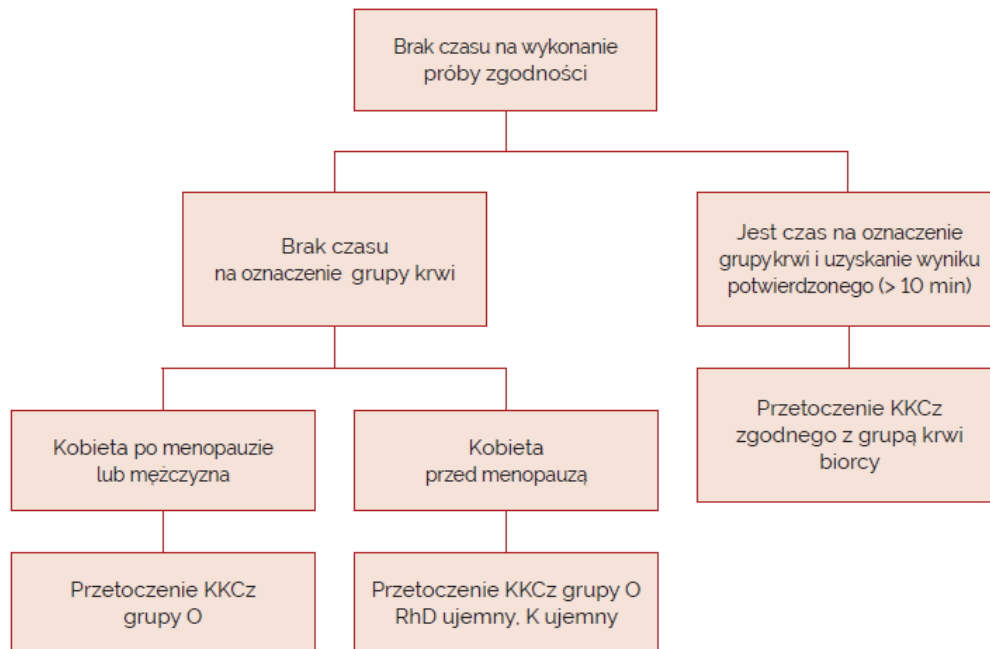 Brak czasu na wykonanie
próby zgodności
Brak czasu
na oznaczenie grupy krwi
Jest czas na oznaczenie
grupykrwi i uzyskanie wyniku
potwierdzonego (> 10 min)
Kobieta po menopauzie
lub mężczyzna
Kobieta
przed menopauzą
Przetoczenie KKCz
zgodnego z grupą krwi
biorcy
Przetoczenie KKCz
grupy O
Przetoczenie KKCz grupy O
RhD ujemny, K ujemny